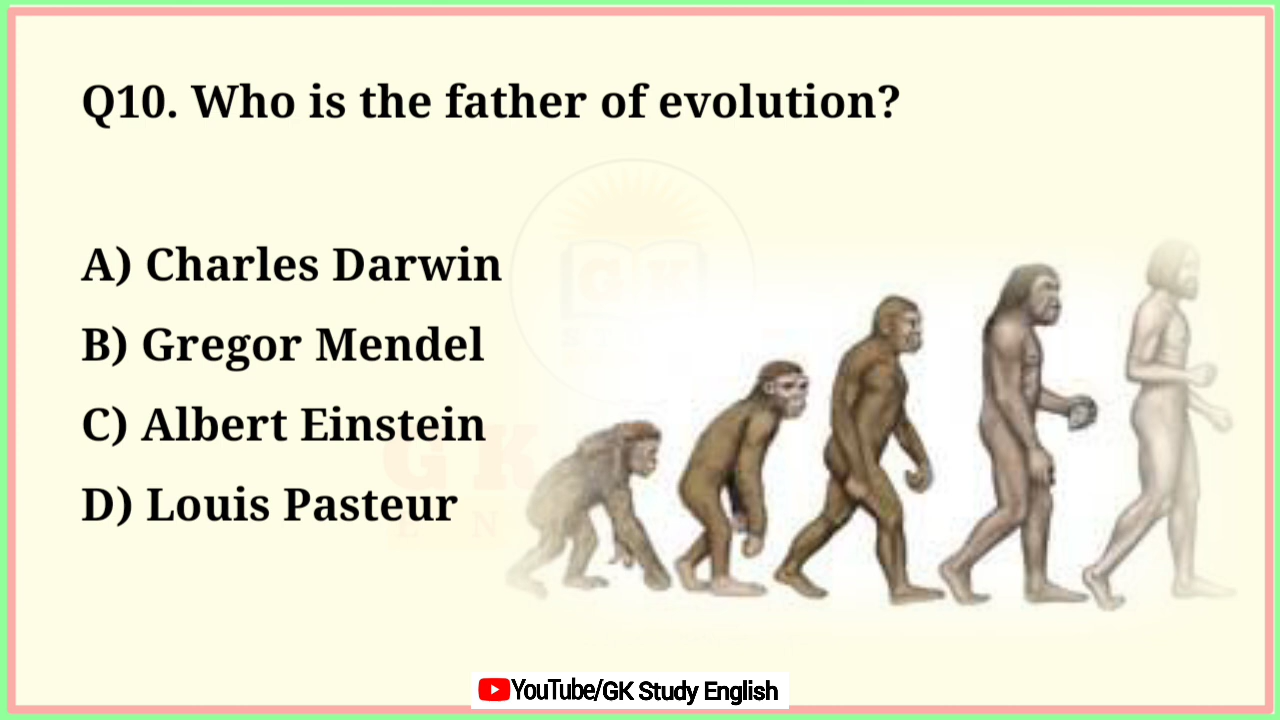 Q10. Who is the father of evolution?
A) Charles Darwin
B) Gregor Mendel
C) Albert Einstein
D) Louis Pasteur
GK
YouTube/GK Study English